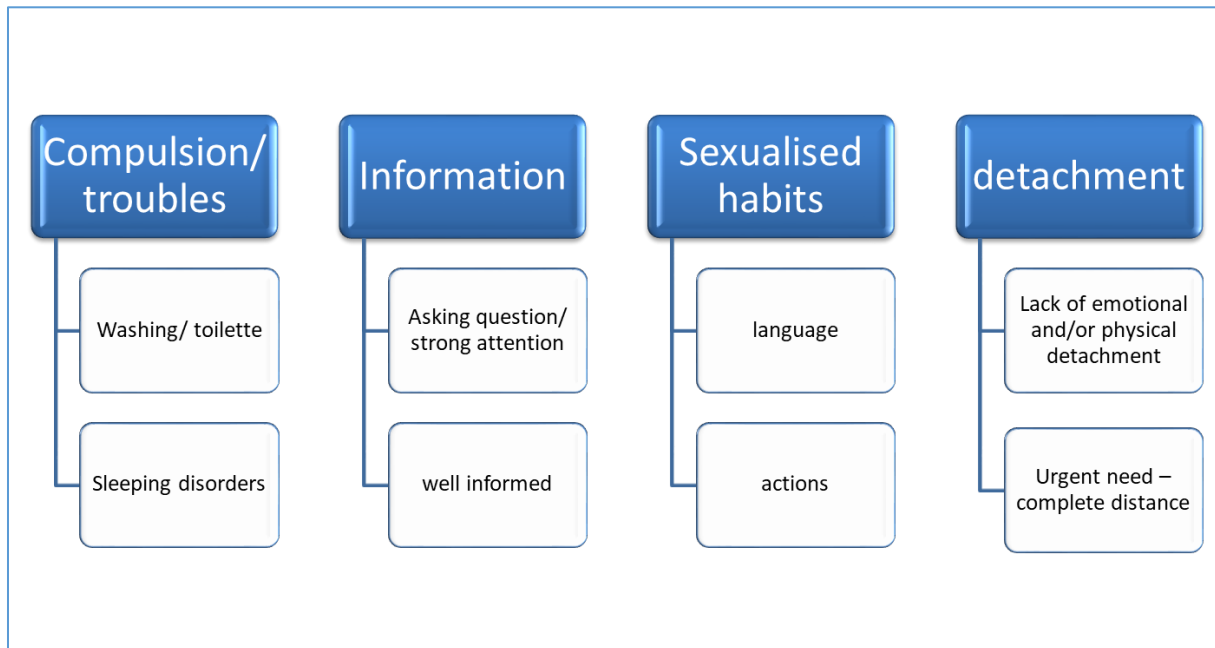 Compulsion/
troubles
Washing/ toilette
Sleeping disorders
Information
Asking question/
strong attention
well informed
Sexualised
habits
language
actions
detachment
Lack of emotional
and/or physical
detachment
Urgent need –
complete distance